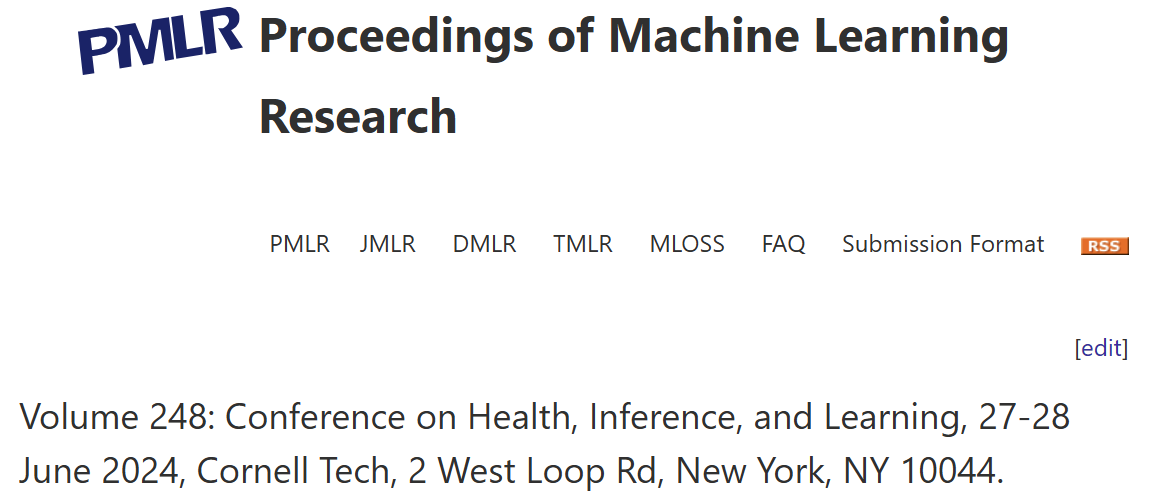 PMLR Proceedings of Machine Learning
Research
PMLR JMLR DMLR TMLR MLOSS FAQ Submission Format RSS
[edit]
Volume 248: Conference on Health, Inference, and Learning, 27-28
June 2024, Cornell Tech, 2 West Loop Rd, New York, NY 10044.